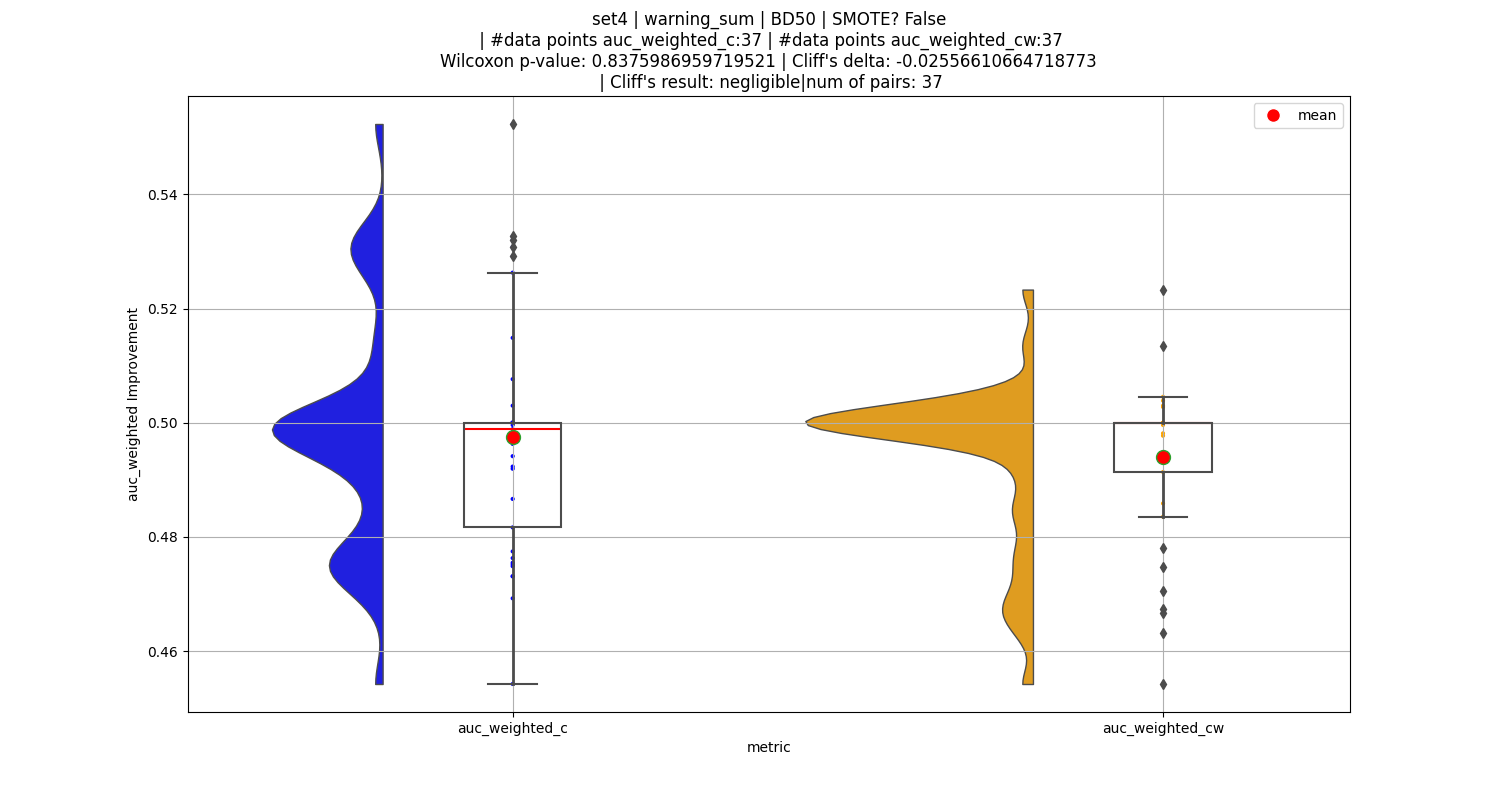 set4 | warning_sum | BD50 | SMOTE? False
| #data points auc_weighted_c:37 | #data points auc_weighted_cw:37
Wilcoxon p-value: 0.8375986959719521 | Cliff's delta: -0.02556610664718773
| Cliff's result: negligible|num of pairs: 37
mean
0.54
0.52
0.50
0.48
0.46
auc_weighted Improvement
auc_weighted_c
auc_weighted_cw
metric